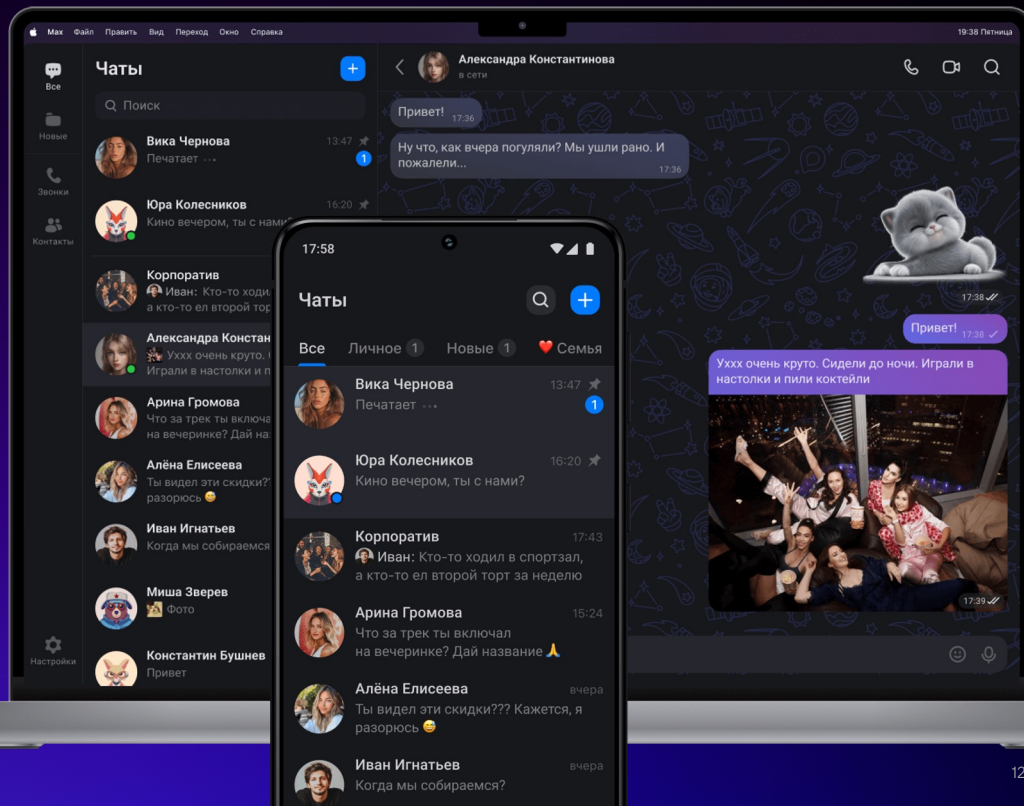 Max Файл Править Вид Переход Окно Справка
19:38 Пятница
Все
Новые
Звонки
Контакты
Настройки
Чаты
Поиск
Вика Чернова 13:47
Печатает
1
Юра Колесников 16:20
Кино вечером, ты с нами?
Корпоратив
Иван: Кто-то ходил
а кто-то ел второй торт
Александра Констан
Уххх очень круто.
Играли в настолки и п
Арина Громова
Что за трек ты включа
на вечеринке? Дай на
Алёна Елисеева
Ты видел эти скидки??
разорюсь 😅
Иван Игнатьев
Когда мы собираемся
Миша Зверев
Фото
Константин Бушнев
Привет
Александра Константинова
в сети
Привет! 17:36
Ну что, как вчера погуляли? Мы ушли рано. И
пожалели...
17:36
17:38
Привет! 17:38
Уххх очень круто. Сидели до ночи. Играли в
настолки и пили коктейли
17:39
17:58
Чаты
Все Личное 1 Новые 1 ❤️ Семья
Вика Чернова 13:47
Печатает
1
Юра Колесников 16:20
Кино вечером, ты с нами?
Корпоратив 17:43
Иван: Кто-то ходил в спортзал,
а кто-то ел второй торт за неделю
Арина Громова 15:24
Что за трек ты включал
на вечеринке? Дай название 🙏
Алёна Елисеева вчера
Ты видел эти скидки??? Кажется, я
разорюсь 😅
Иван Игнатьев вчера
Когда мы собираемся?
12